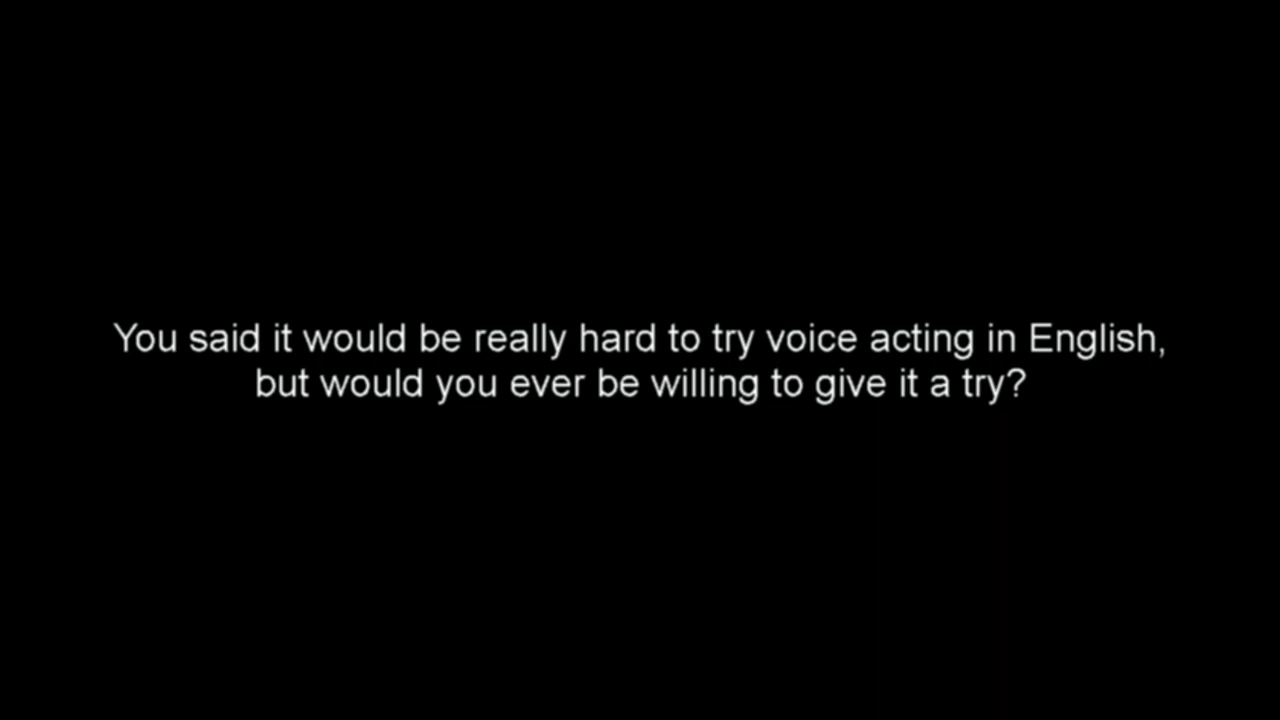 You said it would be really hard to try voice acting in English,
but would you ever be willing to give it a try?